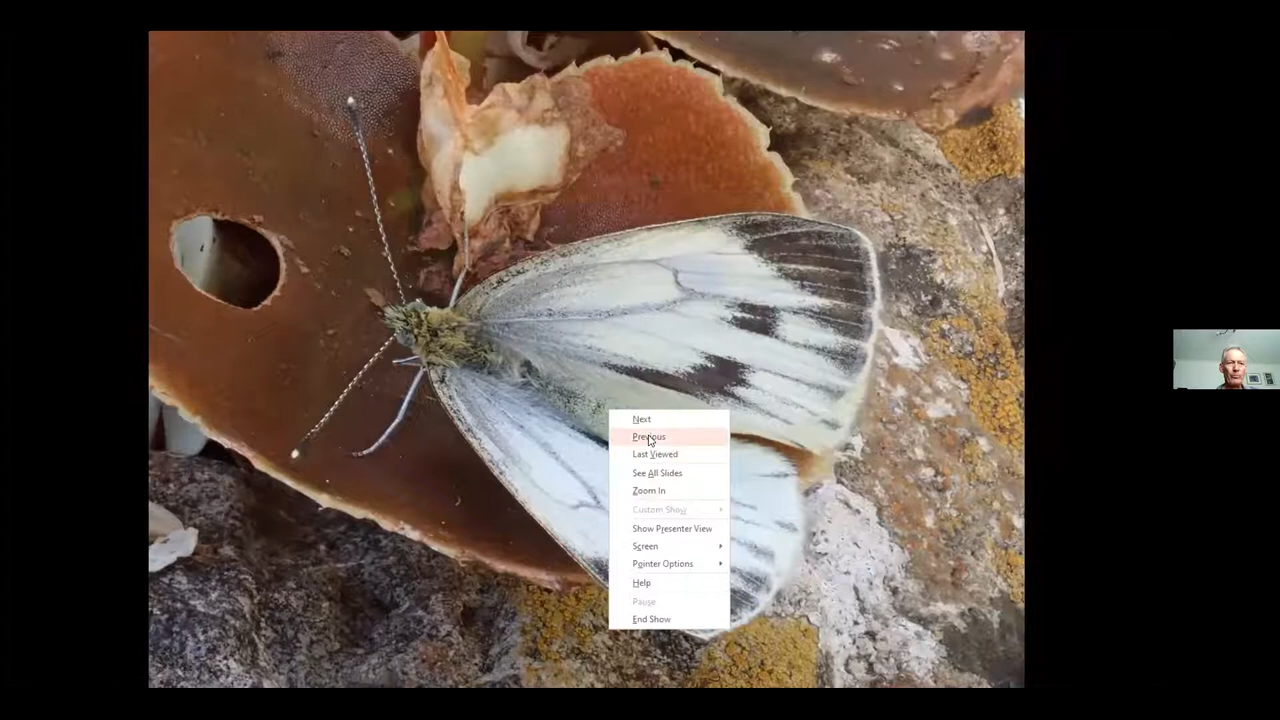 Next
Previous
Last Viewed
See All Slides
Zoom In
Custom Show
Show Presenter View
Screen
Pointer Options
Help
Pause
End Show